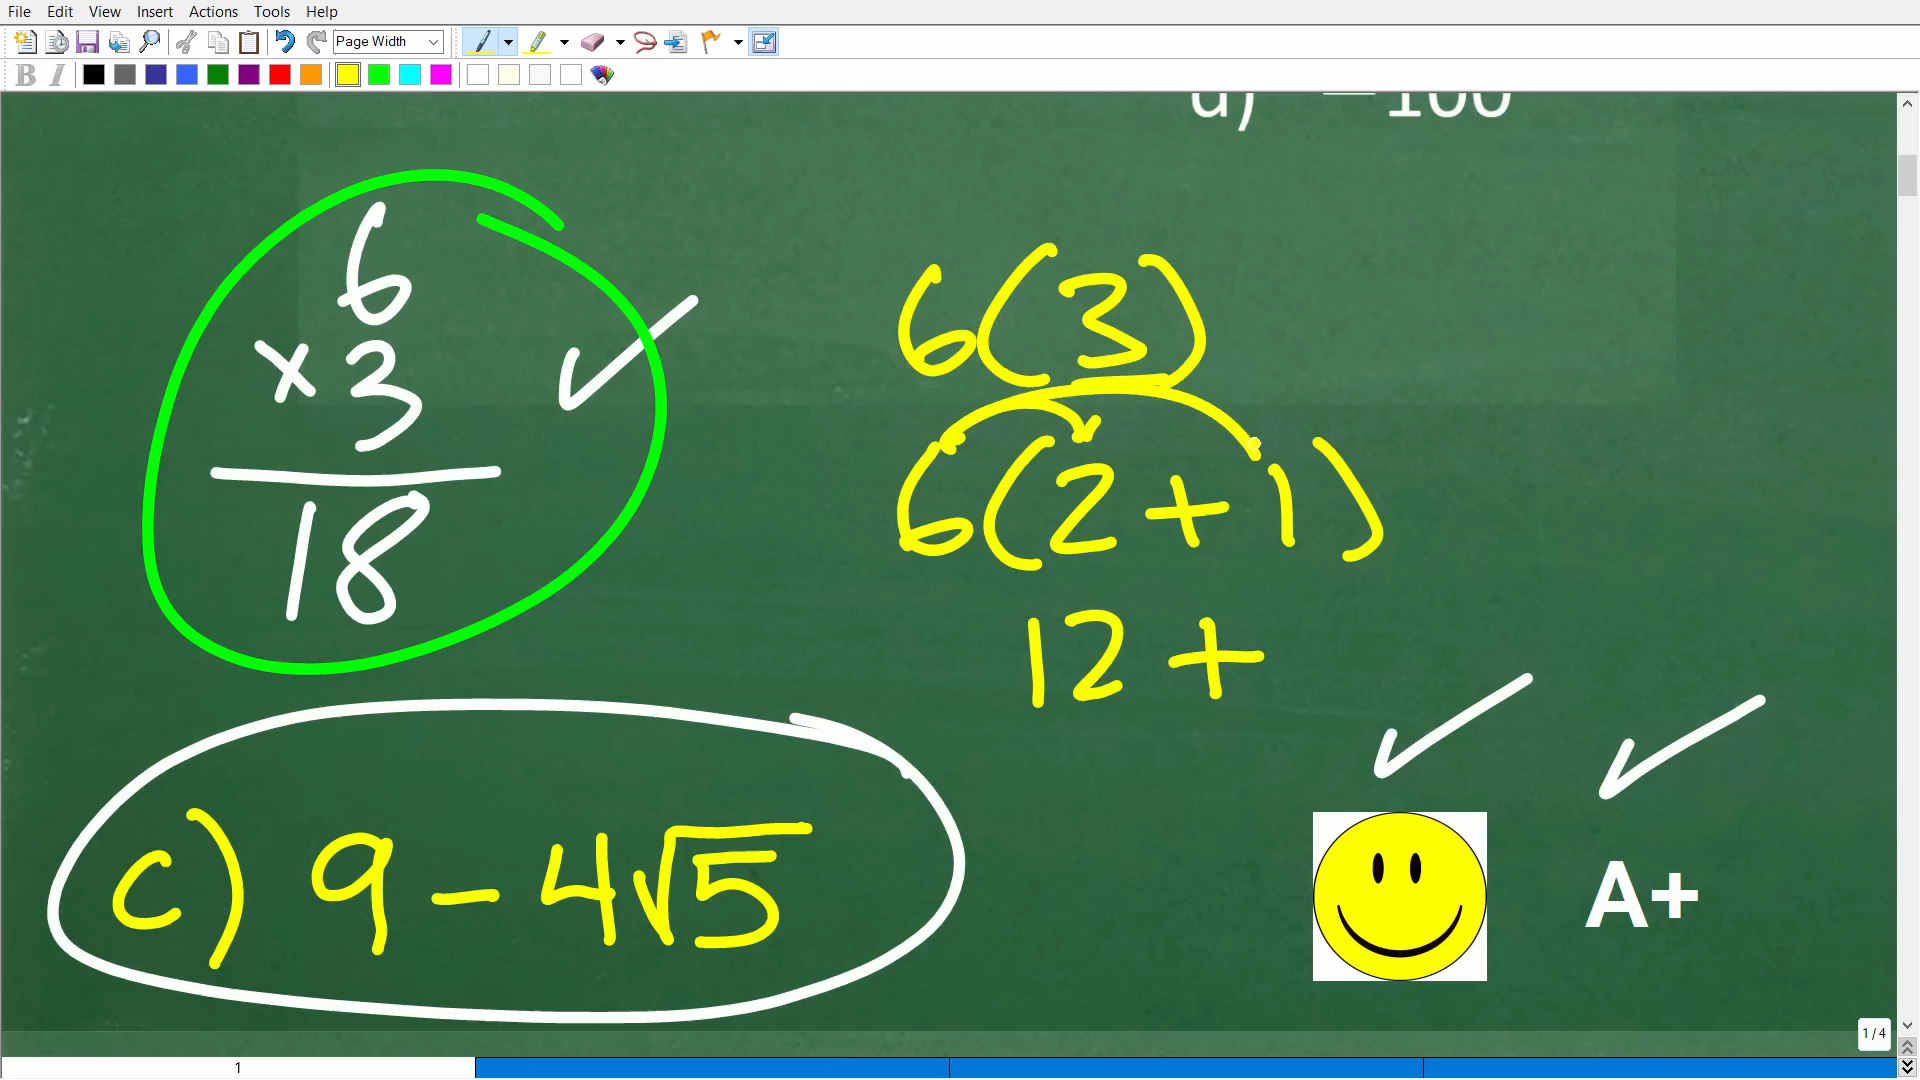 File Edit View Insert Actions Tools Help
Page Width
B I
d) −100
6
× 3
18
6(3)
6(2 + 1)
12 +
c) 9 − 4√5
A+
1 / 4
1